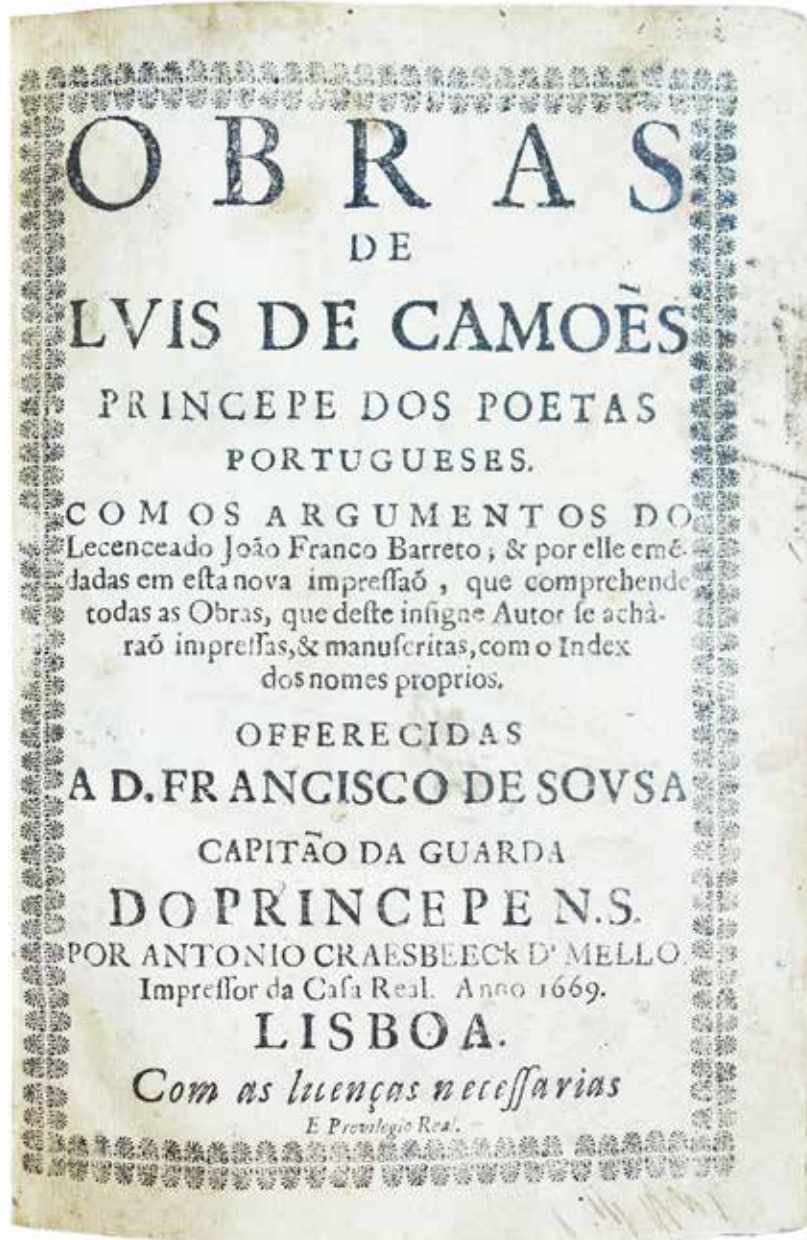 OBRAS
DE
LVIS DE CAMOÈS
PRINCEPE DOS POETAS
PORTUGUESES.
COM OS ARGUMENTOS DO
Lecenceado João Franco Barreto; & por elle emẽ-
dadas em eſta nova impreſſaõ, que comprehende
todas as Obras, que deſte inſigne Autor ſe achà-
raõ impreſſas, & manuſcritas, com o Index
dos nomes proprios.
OFFERECIDAS
A D. FRANCISCO DE SOVSA
CAPITÃO DA GUARDA
DO PRINCEPE N.S.
POR ANTONIO CRAESBEECK D' MELLO.
Impreſſor da Caſa Real. Anno 1669.
LISBOA.
Com as licenças neceſſarias
E Previlegio Real.